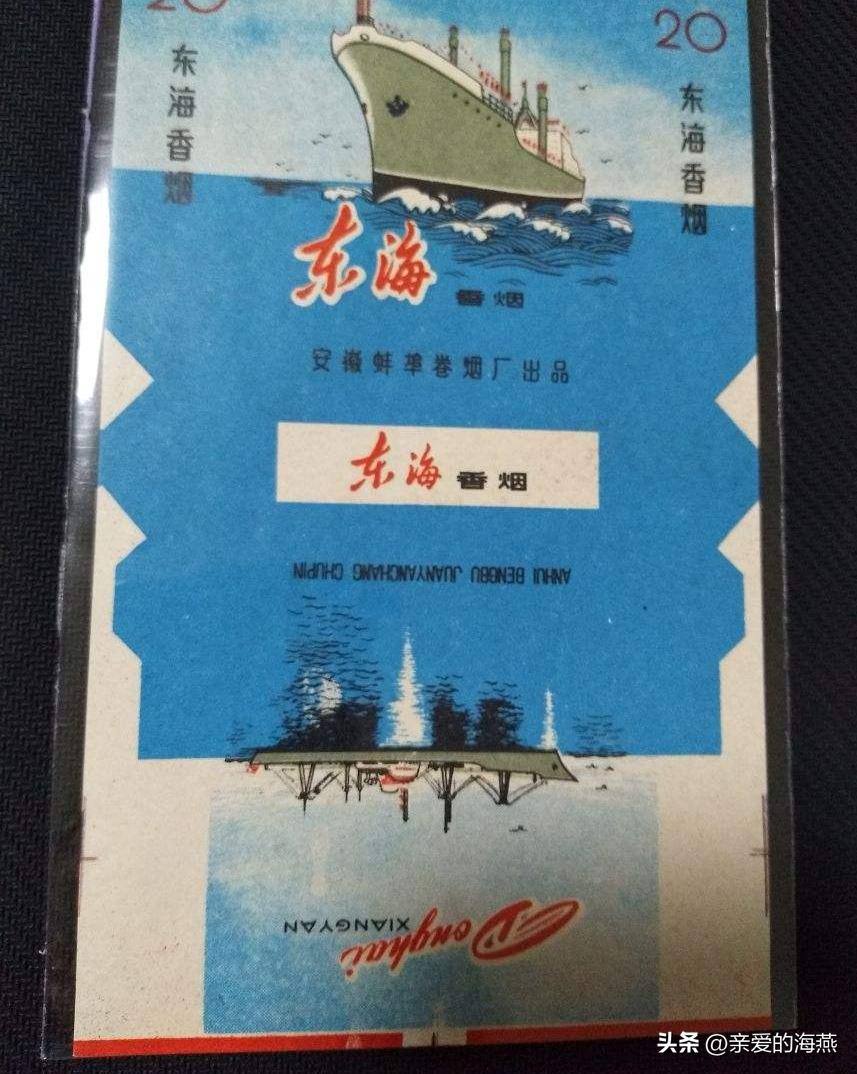 20
20
东海香烟
东海香烟
东海 香烟
安徽蚌埠卷烟厂出品
东海 香烟
ANHUI BENGBU JUANYANCHANG CHUPIN
XIANGYAN
Donghai
头条 @亲爱的海燕